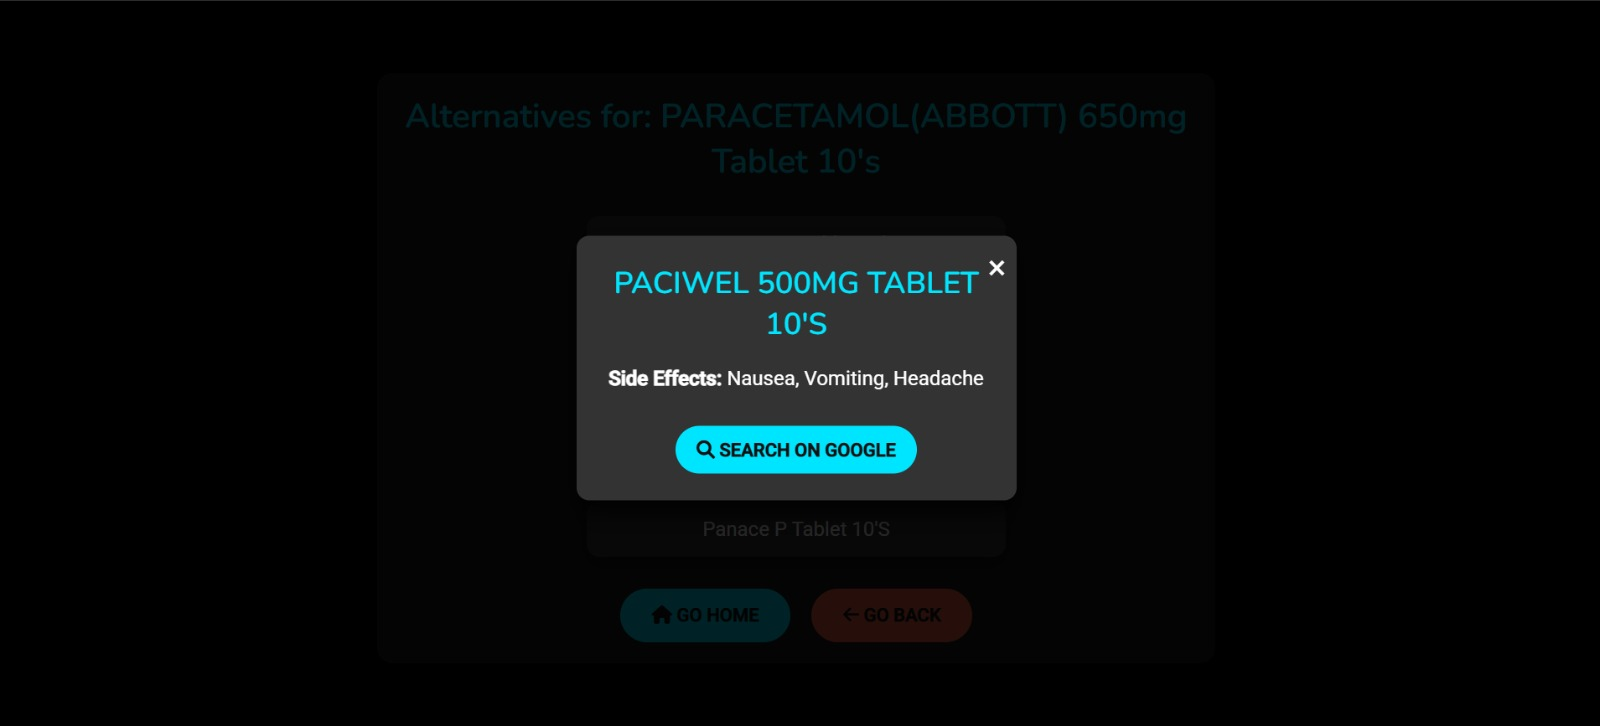 Alternatives for: PARACETAMOL(ABBOTT) 650mg
Tablet 10's
PACIWEL 500MG TABLET
10'S
×
Side Effects: Nausea, Vomiting, Headache
SEARCH ON GOOGLE
Panace P Tablet 10'S
GO HOME
GO BACK